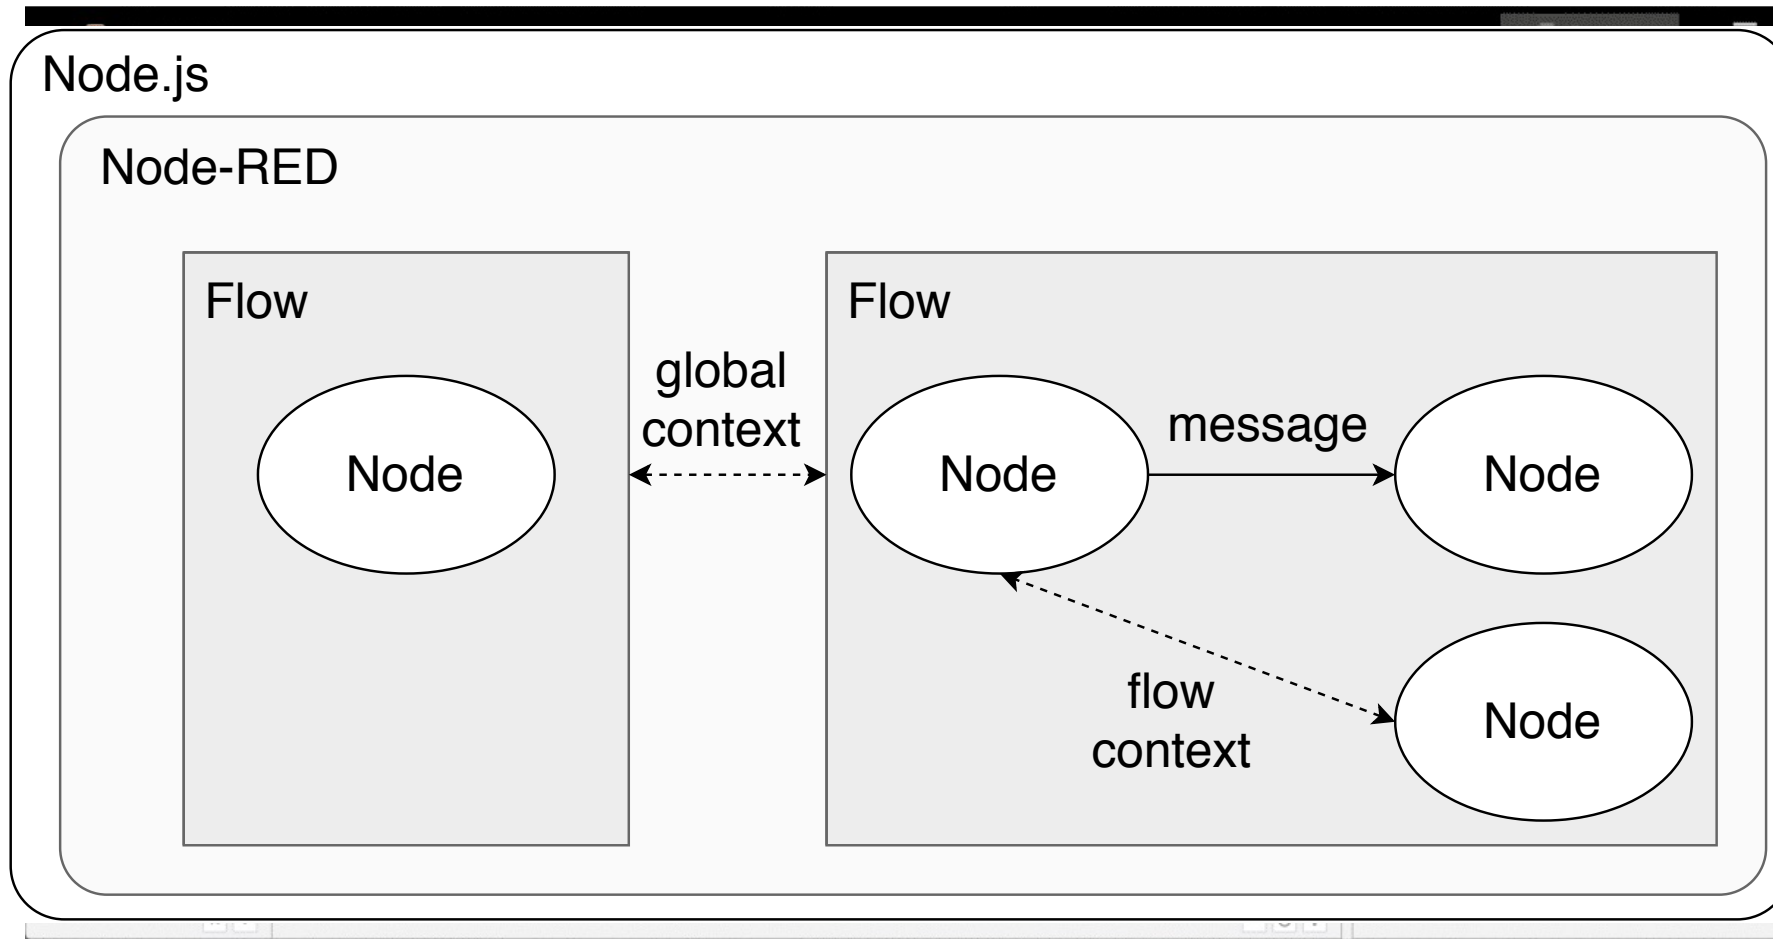 Node.js
Node-RED
Flow
Node
global
context
Flow
Node
message
Node
flow
context
Node